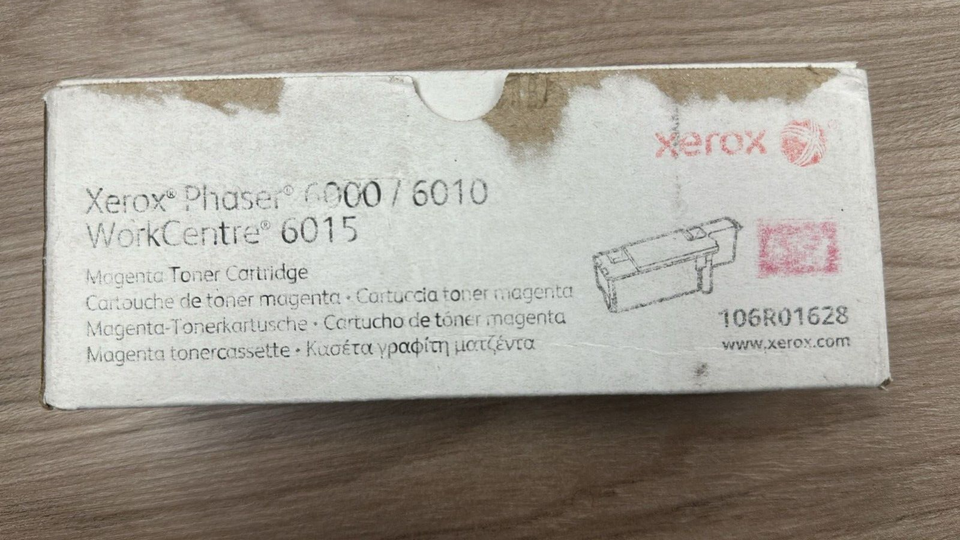 xerox
Xerox® Phaser® 6000 / 6010
WorkCentre® 6015
Magenta Toner Cartridge
Cartouche de toner magenta • Cartuccia toner magenta
Magenta-Tonerkartusche • Cartucho de tóner magenta
Magenta tonercassette • Κασέτα γραφίτη ματζέντα
106R01628
www.xerox.com